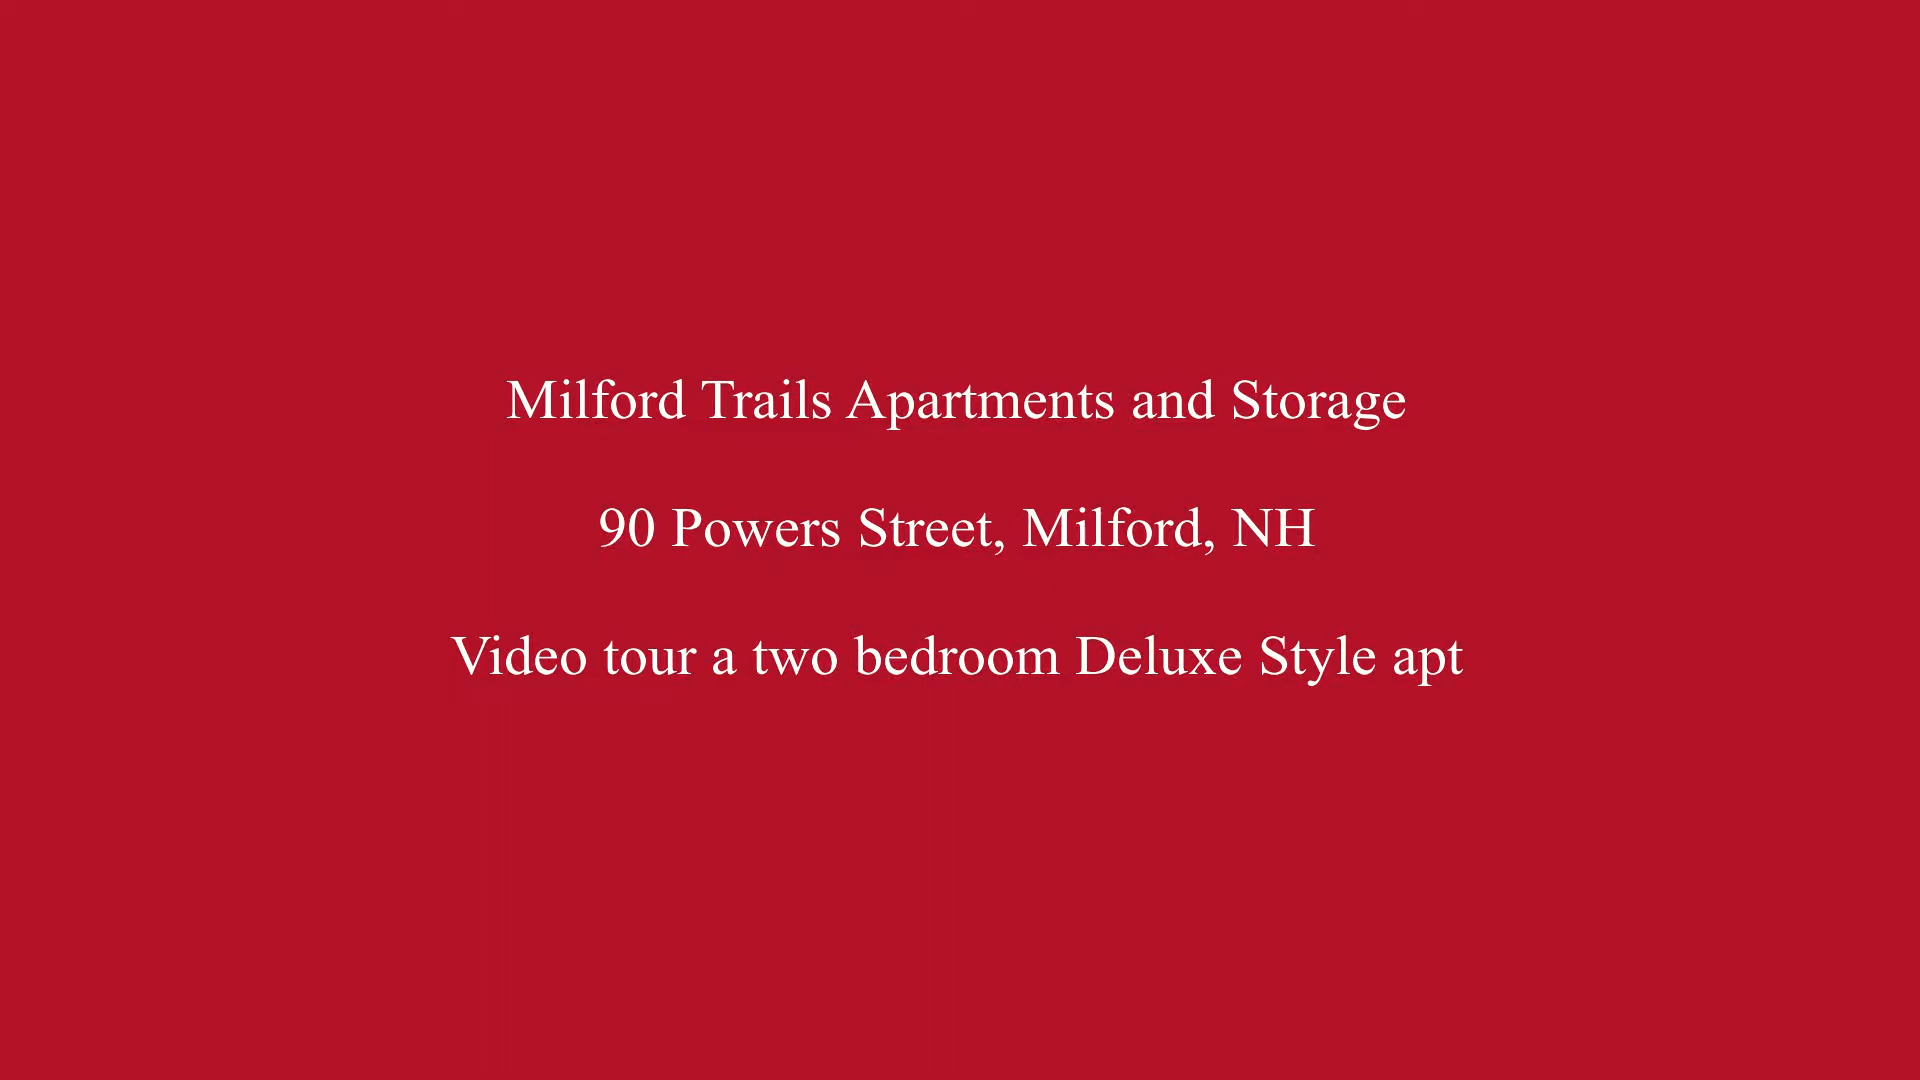 Milford Trails Apartments and Storage
90 Powers Street, Milford, NH
Video tour a two bedroom Deluxe Style apt